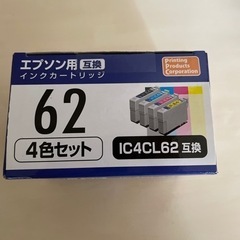 エプソン用 互換
インクカートリッジ
Printing
Products
Corporation
62
4色セット
IC4CL62 互換